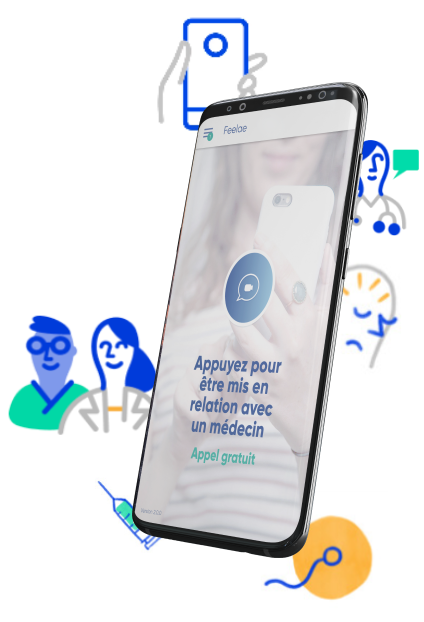 Feelae
Appuyez pour
être mis en
relation avec
un médecin
Appel gratuit